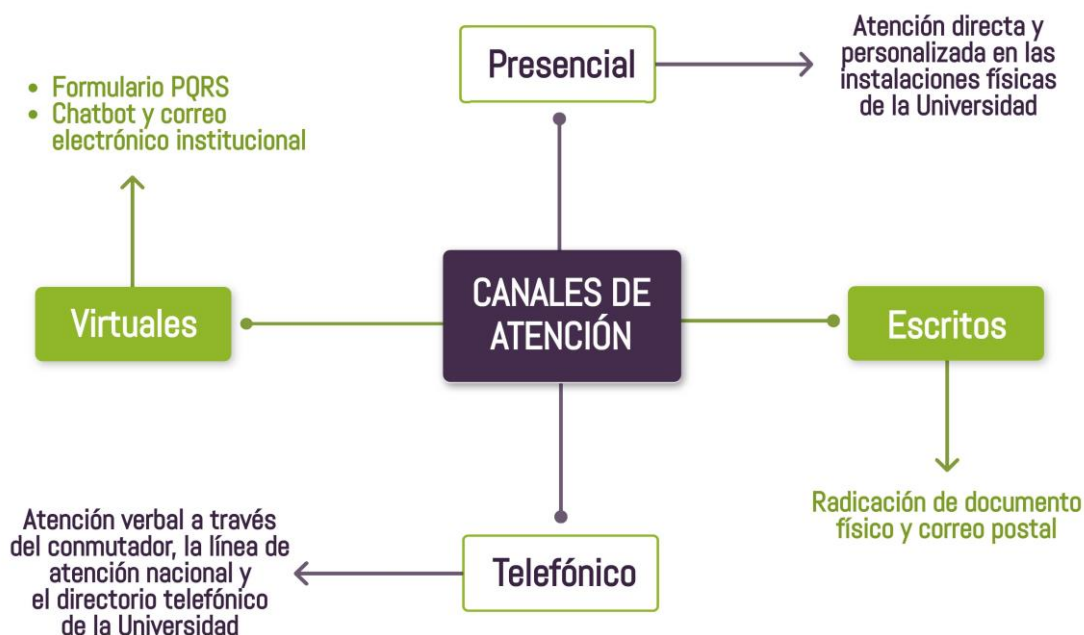 Presencial
Atención directa y
personalizada en las
instalaciones físicas
de la Universidad
• Formulario PQRS
• Chatbot y correo
electrónico institucional
Virtuales
CANALES DE
ATENCIÓN
Escritos
Radicación de documento
físico y correo postal
Telefónico
Atención verbal a través
del conmutador, la línea de
atención nacional y
el directorio telefónico
de la Universidad